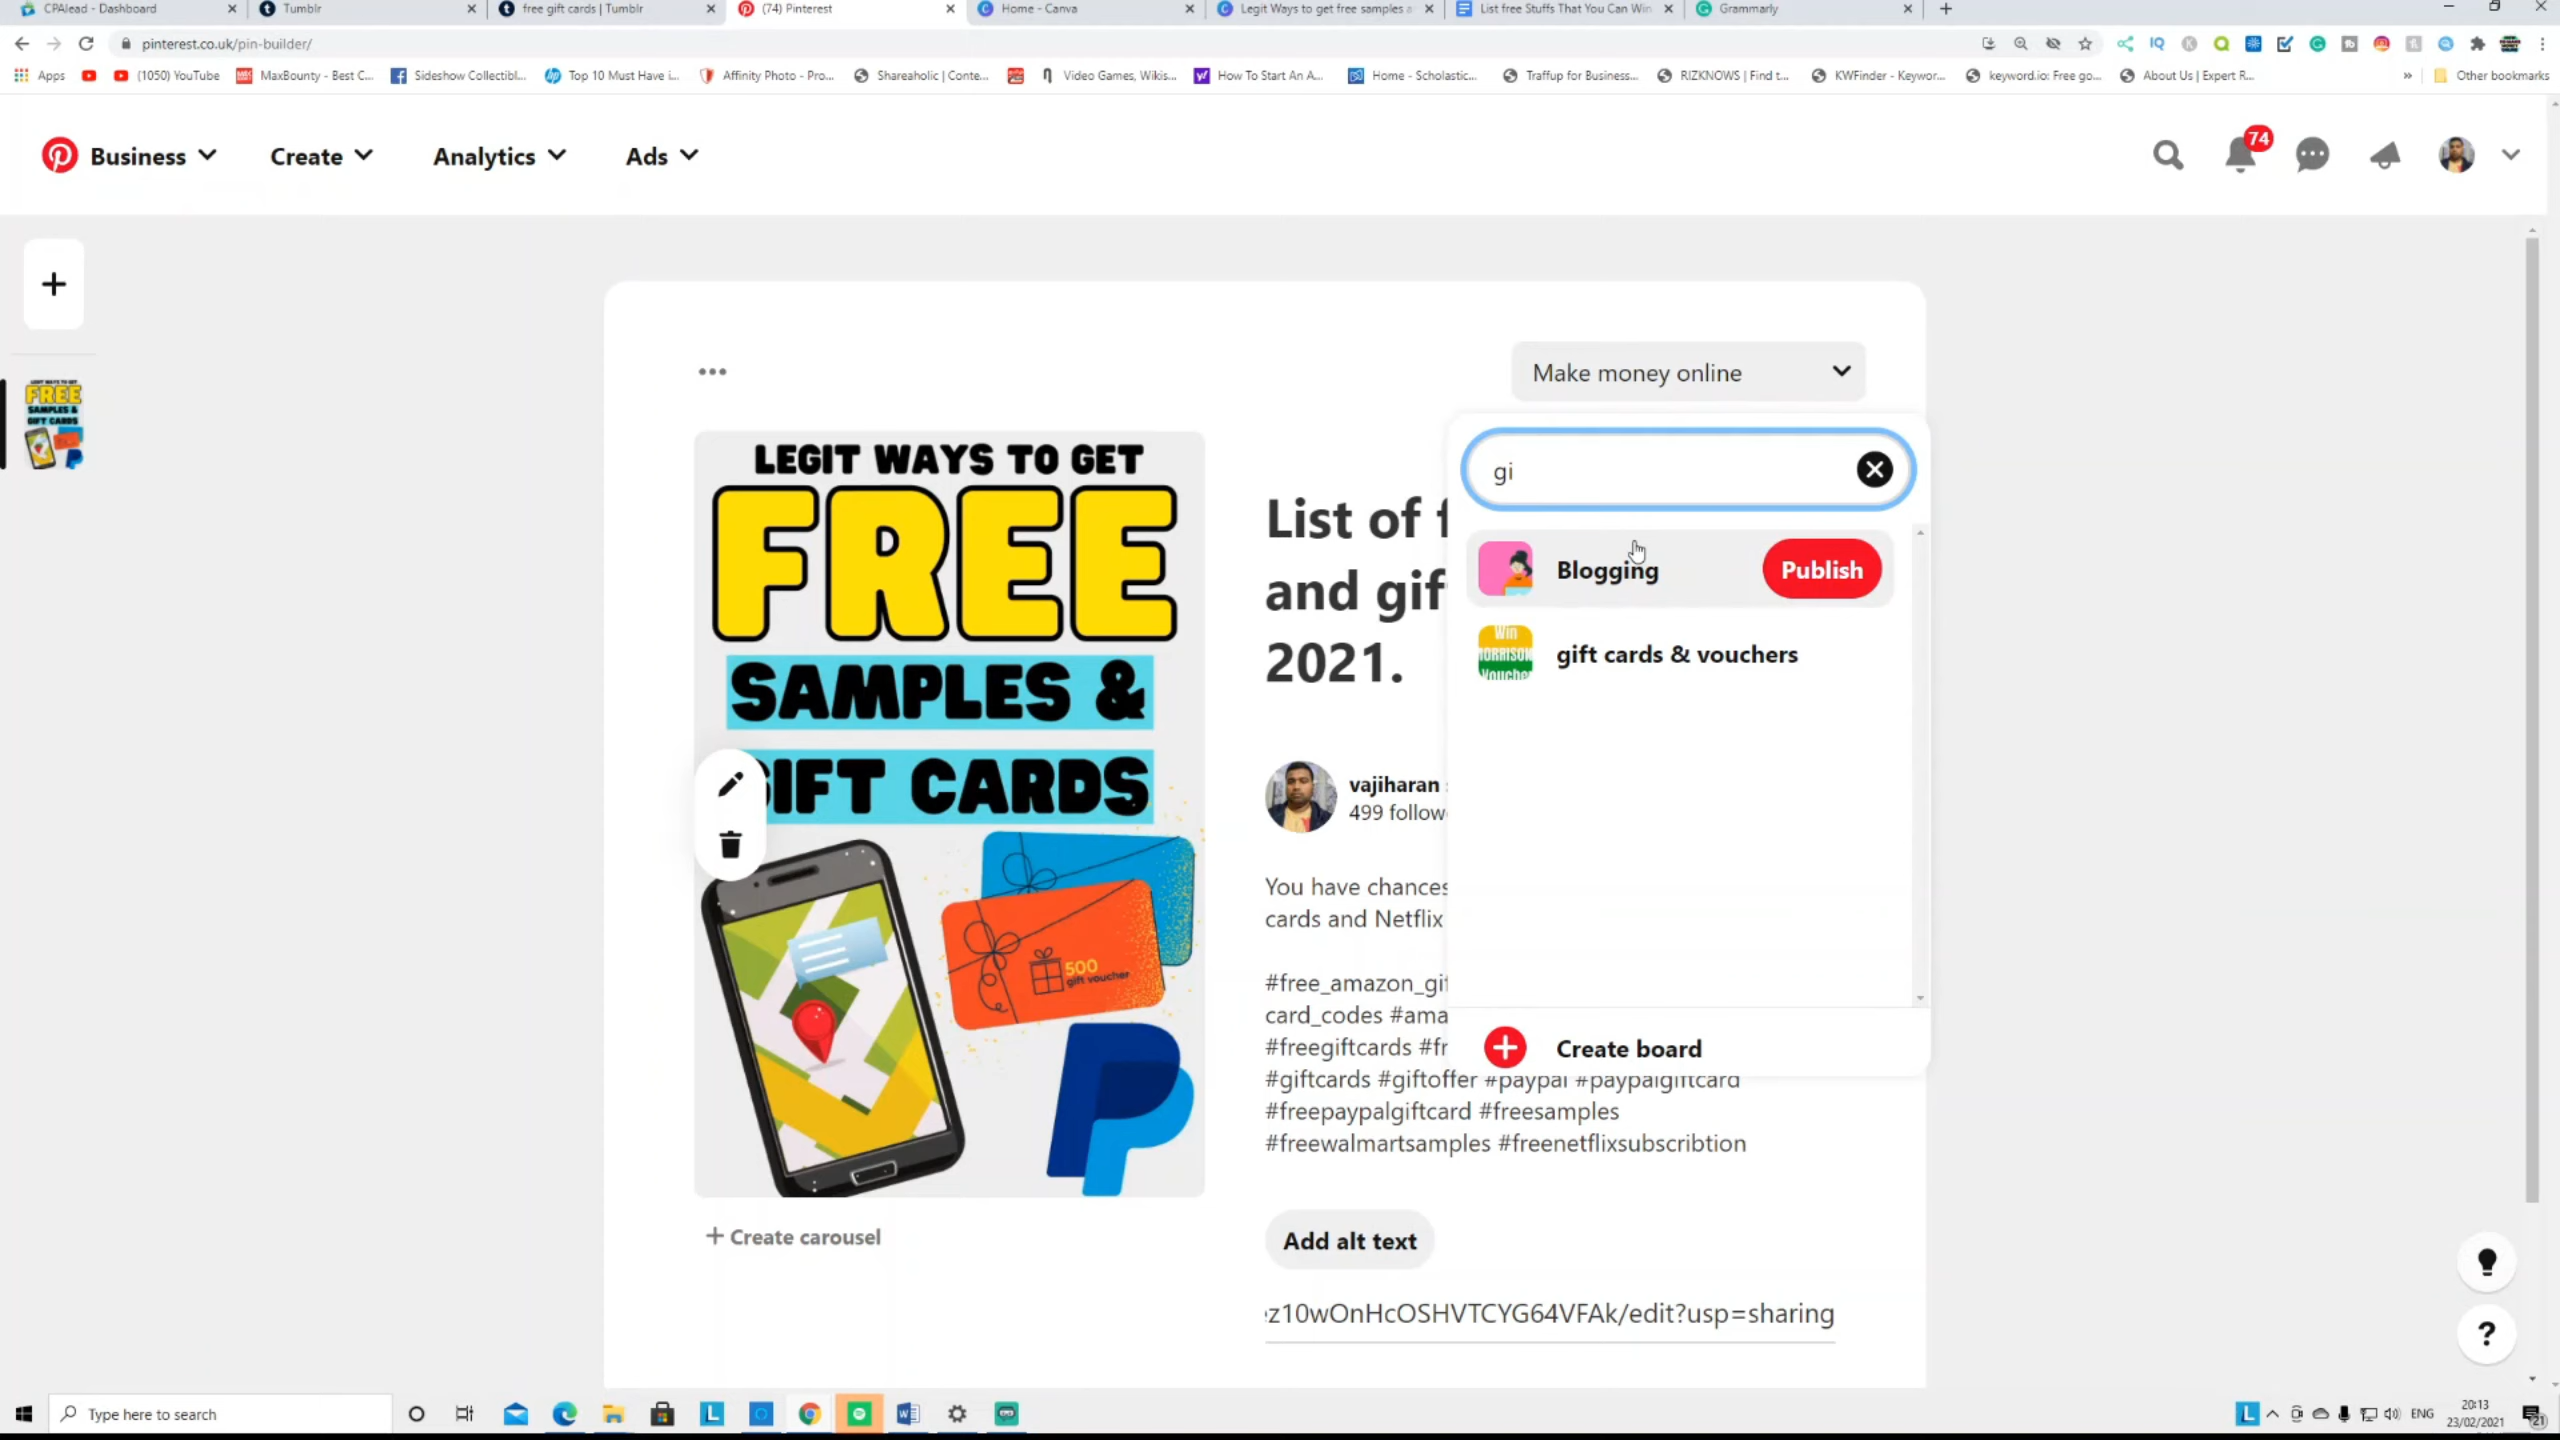 CPAlead - Dashboard
Tumblr
free gift cards | Tumblr
(74) Pinterest
Home - Canva
Legit Ways to get free samples a
List free Stuffs That You Can Win
Grammarly
pinterest.co.uk/pin-builder/
Apps
(1050) YouTube
MaxBounty - Best C...
Sideshow Collectibl...
Top 10 Must Have i...
Affinity Photo - Pro...
Shareaholic | Conte...
Video Games, Wikis...
How To Start An A...
Home - Scholastic...
Traffup for Business...
RIZKNOWS | Find t...
KWFinder - Keywor...
keyword.io: Free go...
About Us | Expert R...
Other bookmarks
Business
Create
Analytics
Ads
74
Make money online
gi
Blogging
Publish
gift cards & vouchers
Create board
LEGIT WAYS TO GET
FREE
SAMPLES &
GIFT CARDS
500
gift voucher
List of f
and gif
2021.
vajiharan
499 follow
You have chances
cards and Netflix
#free_amazon_gif
card_codes #ama
#freegiftcards #fr
#giftcards #giftoffer #paypal #paypalgiftcard
#freepaypalgiftcard #freesamples
#freewalmartsamples #freenetflixsubscribtion
Create carousel
Add alt text
z10wOnHcOSHVTCYG64VFAk/edit?usp=sharing
Type here to search
ENG
20:13
23/02/2021
21